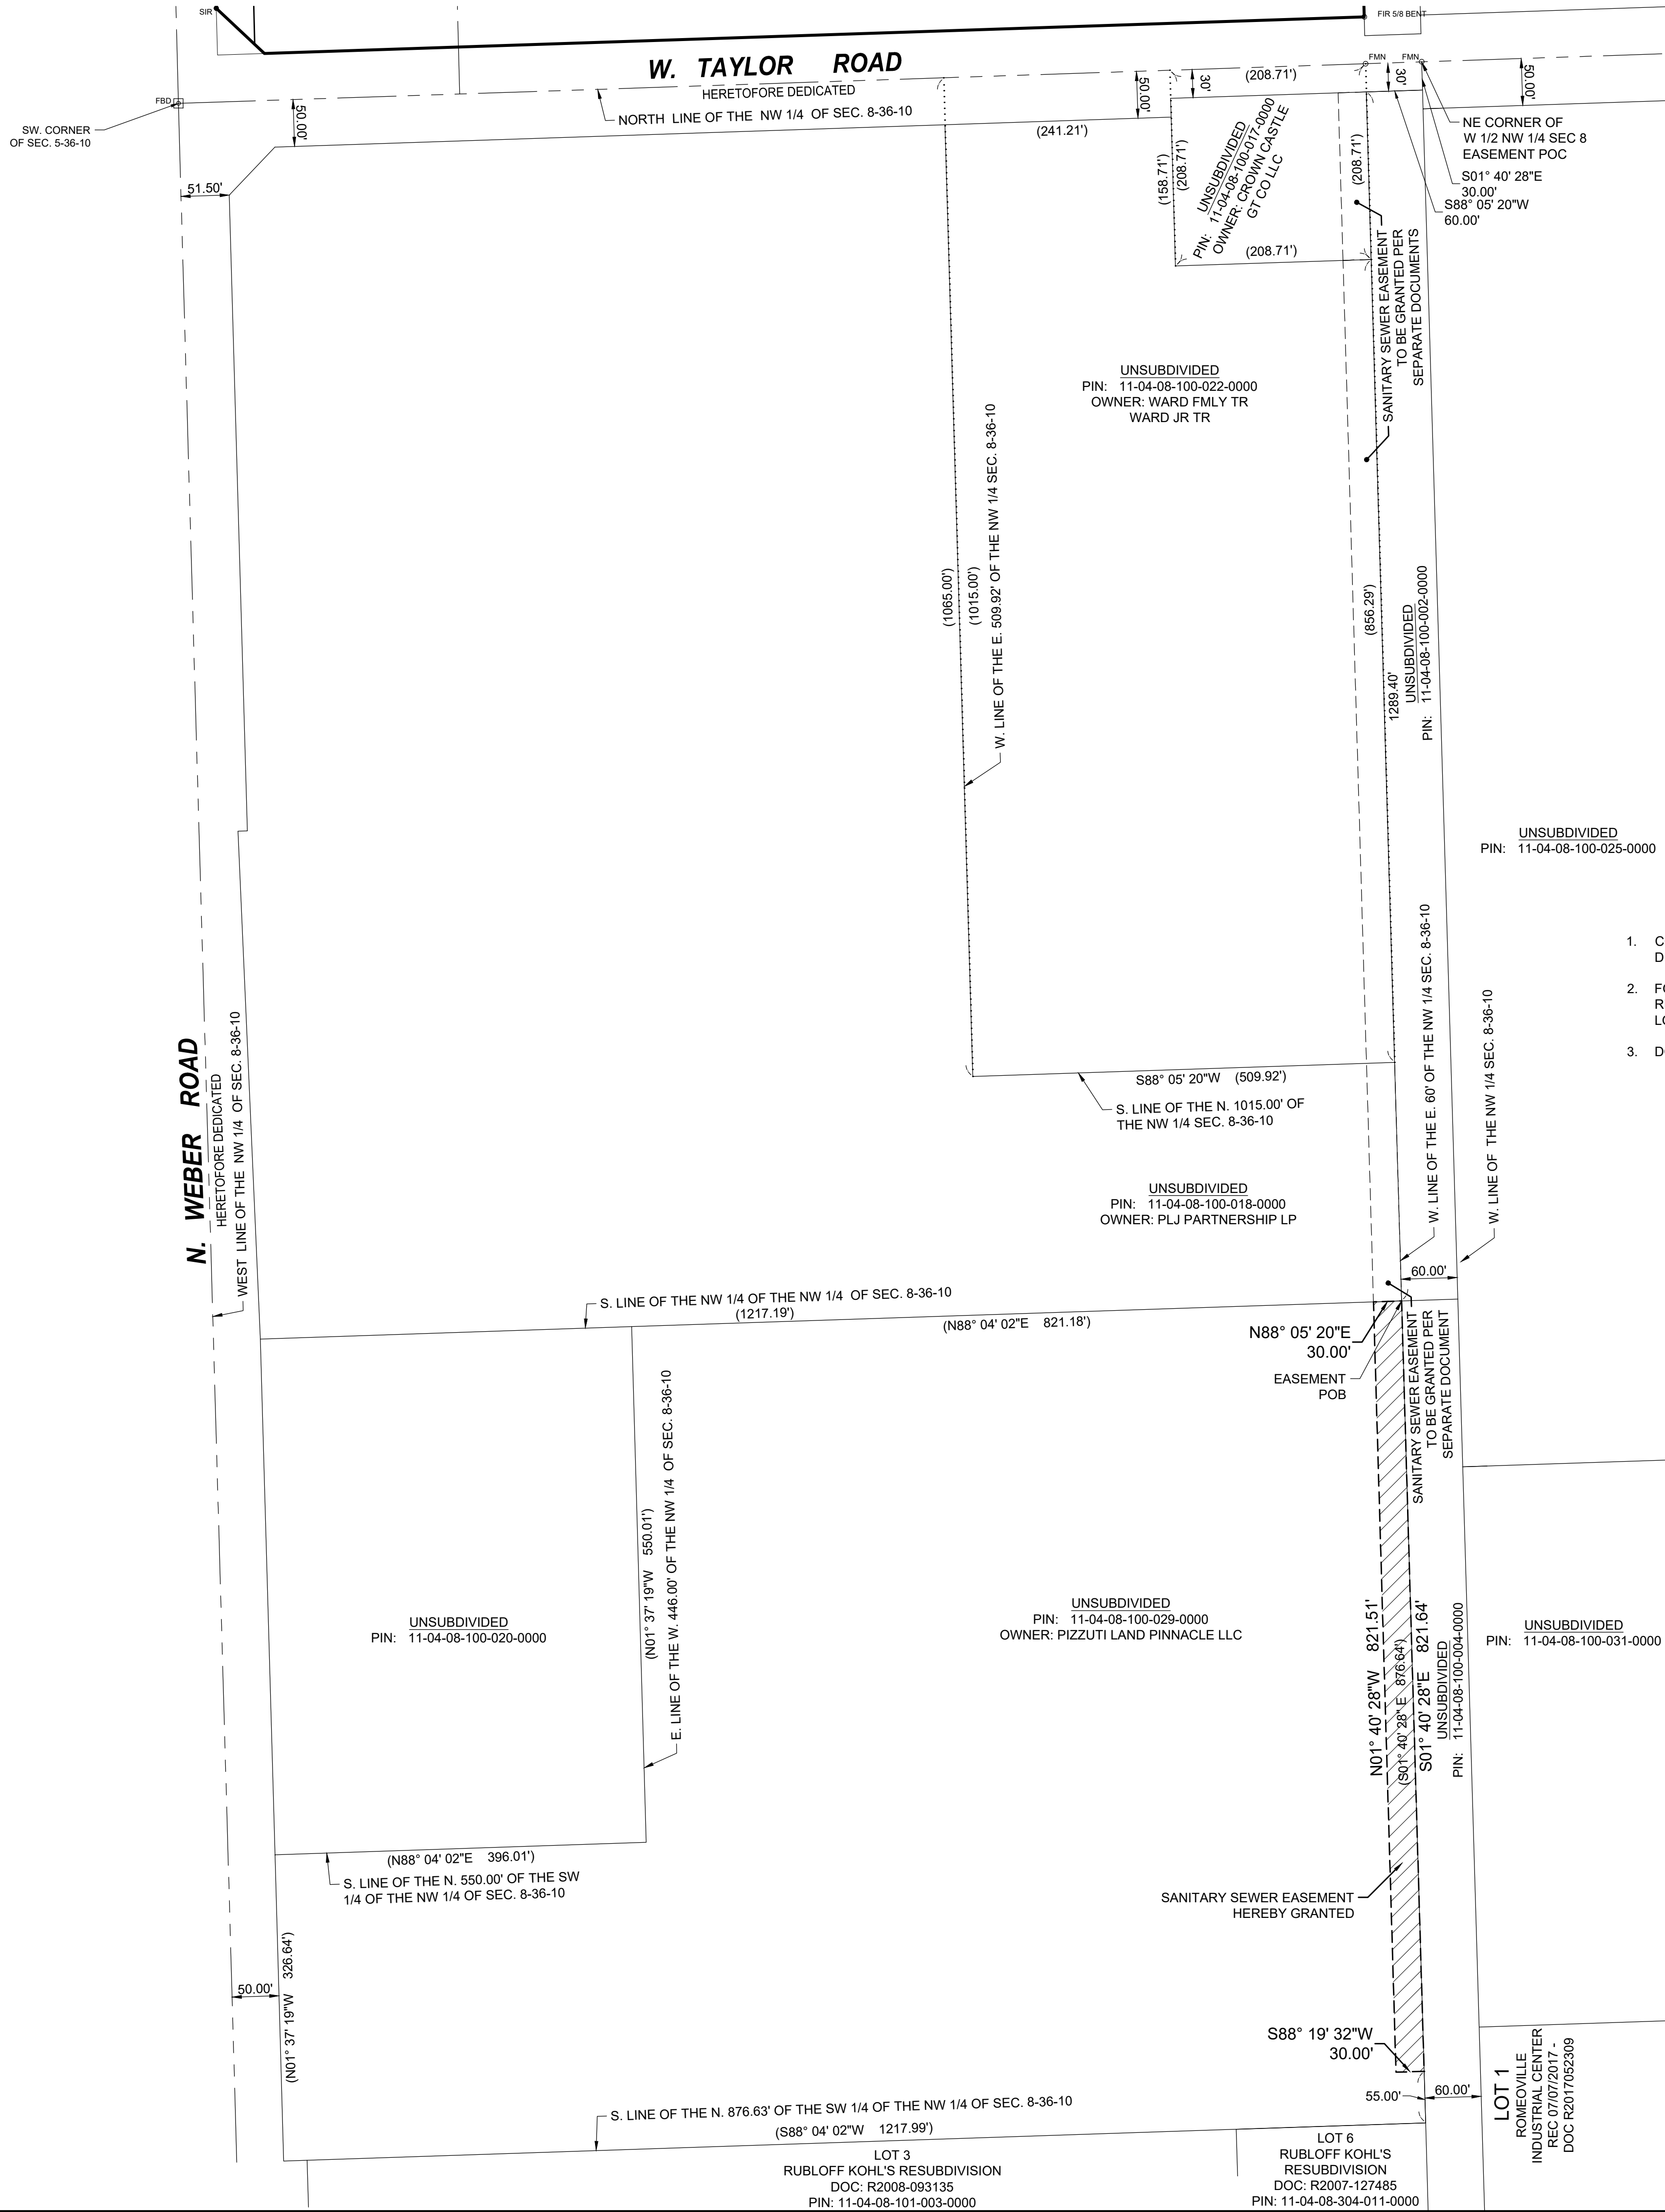 SIR
FIR 5/8 BENT
W. TAYLOR ROAD
HERETOFORE DEDICATED
NORTH LINE OF THE NW 1/4 OF SEC. 8-36-10
FBD
SW. CORNER
OF SEC. 5-36-10
50.00'
51.50'
(241.21')
50.00'
30'
(208.71')
FMN
FMN
30'
50.00'
NE CORNER OF
W 1/2 NW 1/4 SEC 8
EASEMENT POC
S01° 40' 28"E
30.00'
S88° 05' 20"W
60.00'
(158.71')
(208.71')
UNSUBDIVIDED
PIN: 11-04-08-100-017-0000
OWNER: CROWN CASTLE
GT CO LLC
(208.71')
(208.71')
SANITARY SEWER EASEMENT
TO BE GRANTED PER
SEPARATE DOCUMENTS
UNSUBDIVIDED
PIN: 11-04-08-100-022-0000
OWNER: WARD FMLY TR
WARD JR TR
(1065.00')
(1015.00')
W. LINE OF THE E. 509.92' OF THE NW 1/4 SEC. 8-36-10
(856.29')
1289.40'
UNSUBDIVIDED
PIN: 11-04-08-100-002-0000
UNSUBDIVIDED
PIN: 11-04-08-100-025-0000
1. C
D
2. FO
R
LO
3. D
N. WEBER ROAD
HERETOFORE DEDICATED
WEST LINE OF THE NW 1/4 OF SEC. 8-36-10
S88° 05' 20"W (509.92')
S. LINE OF THE N. 1015.00' OF
THE NW 1/4 SEC. 8-36-10
W. LINE OF THE E. 60' OF THE NW 1/4 SEC. 8-36-10
W. LINE OF THE NW 1/4 SEC. 8-36-10
UNSUBDIVIDED
PIN: 11-04-08-100-018-0000
OWNER: PLJ PARTNERSHIP LP
60.00'
S. LINE OF THE NW 1/4 OF THE NW 1/4 OF SEC. 8-36-10
(1217.19')
(N88° 04' 02"E 821.18')
N88° 05' 20"E
30.00'
EASEMENT
POB
SANITARY SEWER EASEMENT
TO BE GRANTED PER
SEPARATE DOCUMENT
(N01° 37' 19"W 550.01')
E. LINE OF THE W. 446.00' OF THE NW 1/4 OF SEC. 8-36-10
UNSUBDIVIDED
PIN: 11-04-08-100-020-0000
UNSUBDIVIDED
PIN: 11-04-08-100-029-0000
OWNER: PIZZUTI LAND PINNACLE LLC
N01° 40' 28"W 821.51'
(S01° 40' 28" E 876.64')
S01° 40' 28"E 821.64'
UNSUBDIVIDED
PIN: 11-04-08-100-004-0000
UNSUBDIVIDED
PIN: 11-04-08-100-031-0000
(N88° 04' 02"E 396.01')
S. LINE OF THE N. 550.00' OF THE SW
1/4 OF THE NW 1/4 OF SEC. 8-36-10
SANITARY SEWER EASEMENT
HEREBY GRANTED
50.00'
(N01° 37' 19"W 326.64')
S88° 19' 32"W
30.00'
55.00'
60.00'
LOT 1
ROMEOVILLE
INDUSTRIAL CENTER
REC 07/07/2017 -
DOC R2017052309
S. LINE OF THE N. 876.63' OF THE SW 1/4 OF THE NW 1/4 OF SEC. 8-36-10
(S88° 04' 02"W 1217.99')
LOT 3
RUBLOFF KOHL'S RESUBDIVISION
DOC: R2008-093135
PIN: 11-04-08-101-003-0000
LOT 6
RUBLOFF KOHL'S
RESUBDIVISION
DOC: R2007-127485
PIN: 11-04-08-304-011-0000